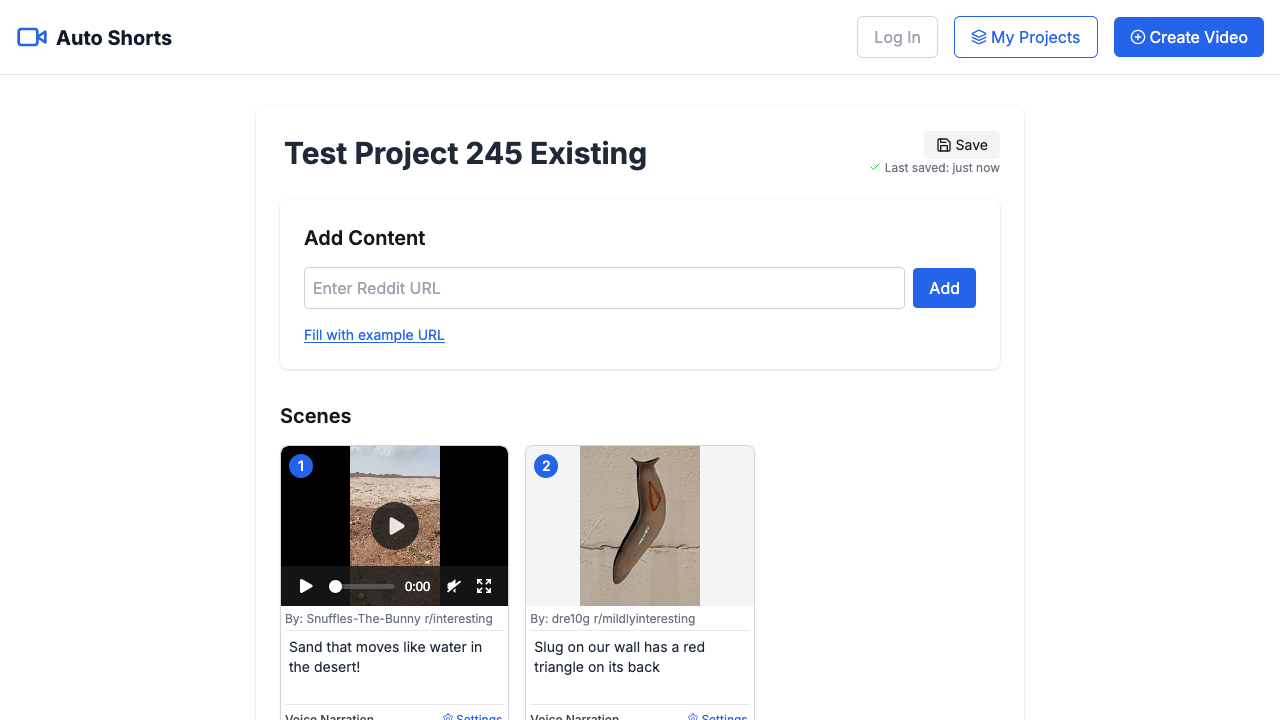 Auto Shorts
Log In
My Projects
Create Video
Test Project 245 Existing
Save
Last saved: just now
Add Content
Enter Reddit URL
Add
Fill with example URL
Scenes
1
0:00
By: Snuffles-The-Bunny r/interesting
Sand that moves like water in
the desert!
Voice Narration
Settings
2
By: dre10g r/mildlyinteresting
Slug on our wall has a red
triangle on its back
Voice Narration
Settings